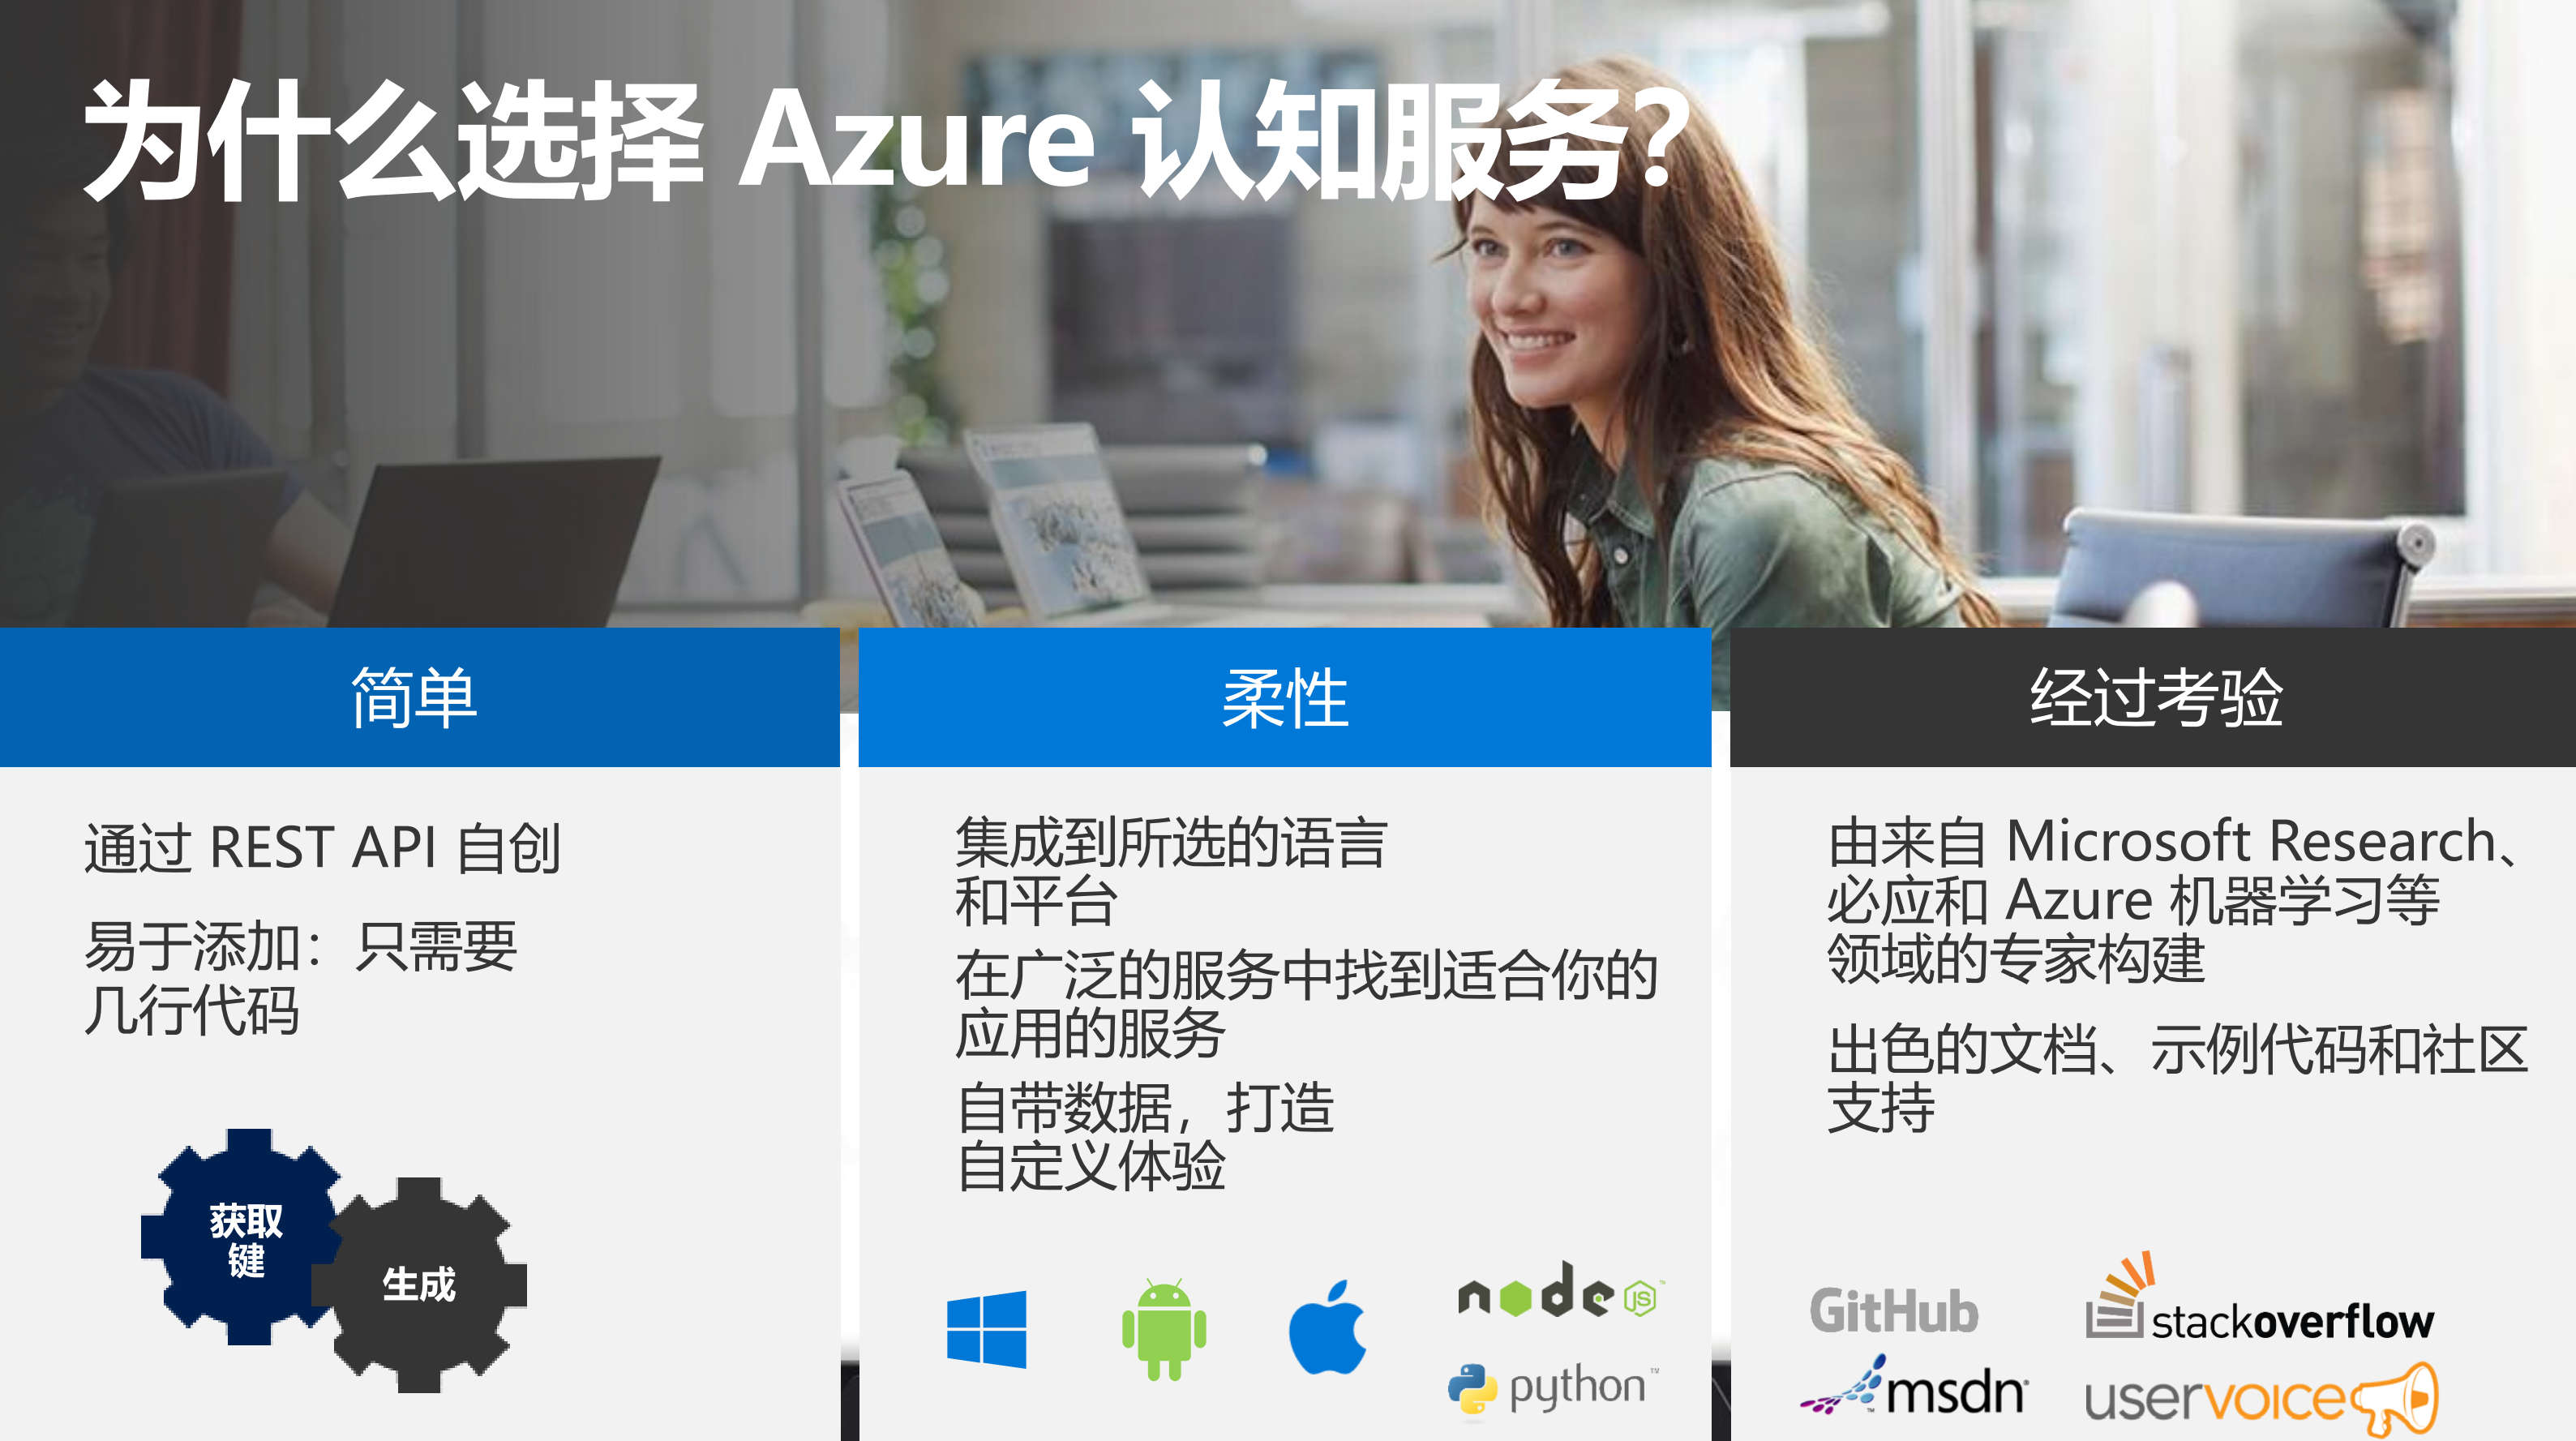 为什么选择 Azure 认知服务?
简单
通过 REST API 自创
易于添加：只需要
几行代码
获取
键
生成
柔性
集成到所选的语言
和平台
在广泛的服务中找到适合你的
应用的服务
自带数据，打造
自定义体验
node JS™
python™
经过考验
由来自 Microsoft Research、
必应和 Azure 机器学习等
领域的专家构建
出色的文档、示例代码和社区
支持
GitHub
stackoverflow
msdn
uservoice